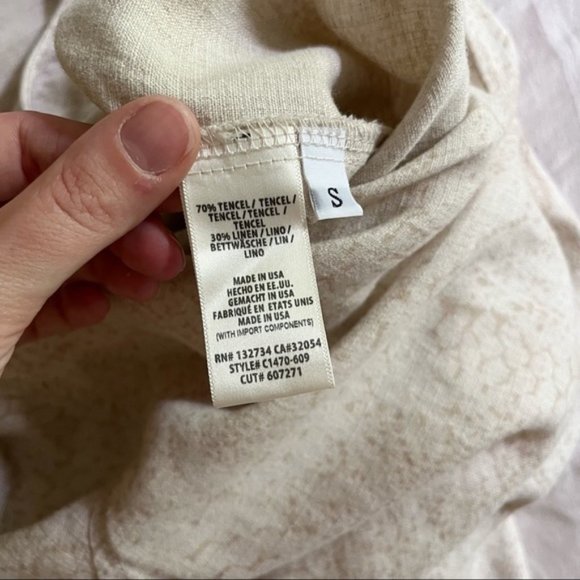 70% TENCEL / TENCEL /
TENCEL / TENCEL /
TENCEL
30% LINEN / LINO /
BETTWÄSCHE / LIN /
LINO
MADE IN USA
HECHO EN EE.UU.
GEMACHT IN USA
FABRIQUÉ EN ETATS UNIS
MADE IN USA
(WITH IMPORT COMPONENTS)
RN# 132734 CA#32054
STYLE# C1470-609
CUT# 607271
S